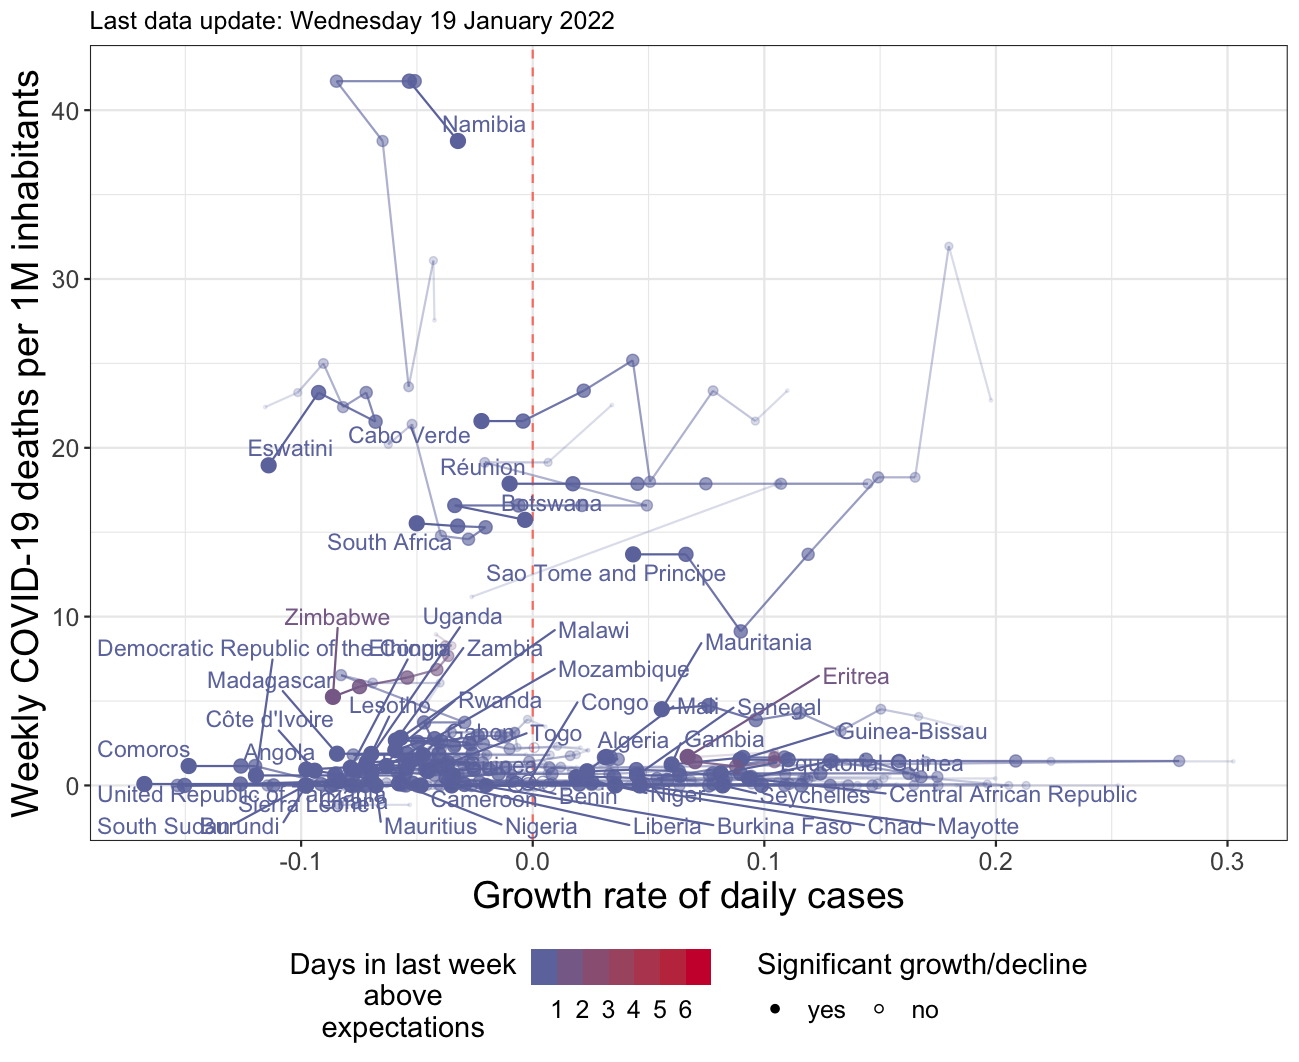 Last data update: Wednesday 19 January 2022
Weekly COVID-19 deaths per 1M inhabitants
40
30
20
10
0
Namibia
Eswatini
Cabo Verde
Réunion
Botswana
South Africa
Sao Tome and Principe
Zimbabwe
Uganda
Malawi
Democratic Republic of the Congo
Ethiopia
Zambia
Mauritania
Madagascar
Mozambique
Eritrea
Lesotho
Rwanda
Congo
Mali
Senegal
Côte d'Ivoire
Gabon
Togo
Algeria
Gambia
Guinea-Bissau
Comoros
Angola
Guinea
Equatorial Guinea
United Republic of Tanzania
Sierra Leone
Ghana
Cameroon
Benin
Niger
Seychelles
Central African Republic
South Sudan
Burundi
Mauritius
Nigeria
Liberia
Burkina Faso
Chad
Mayotte
-0.1
0.0
0.1
0.2
0.3
Growth rate of daily cases
Days in last week
above
expectations
1 2 3 4 5 6
Significant growth/decline
yes
no